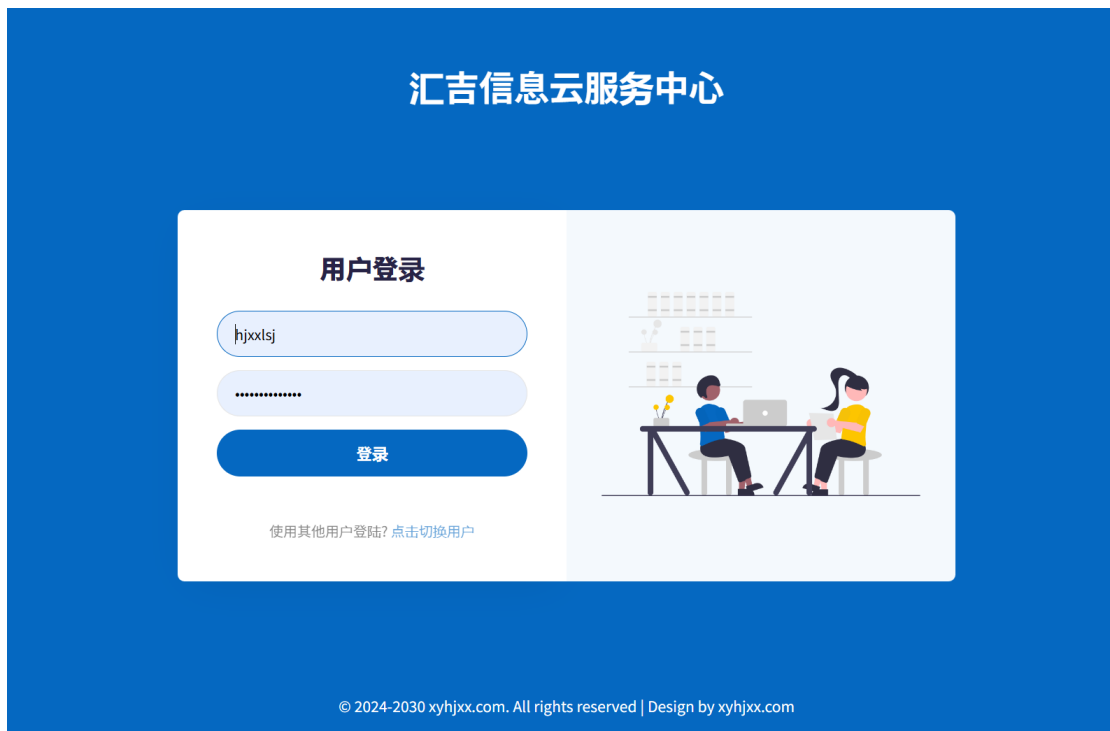 汇吉信息云服务中心
用户登录
hjxxlsj
••••••••••••••
登录
使用其他用户登陆? 点击切换用户
© 2024-2030 xyhjxx.com. All rights reserved | Design by xyhjxx.com